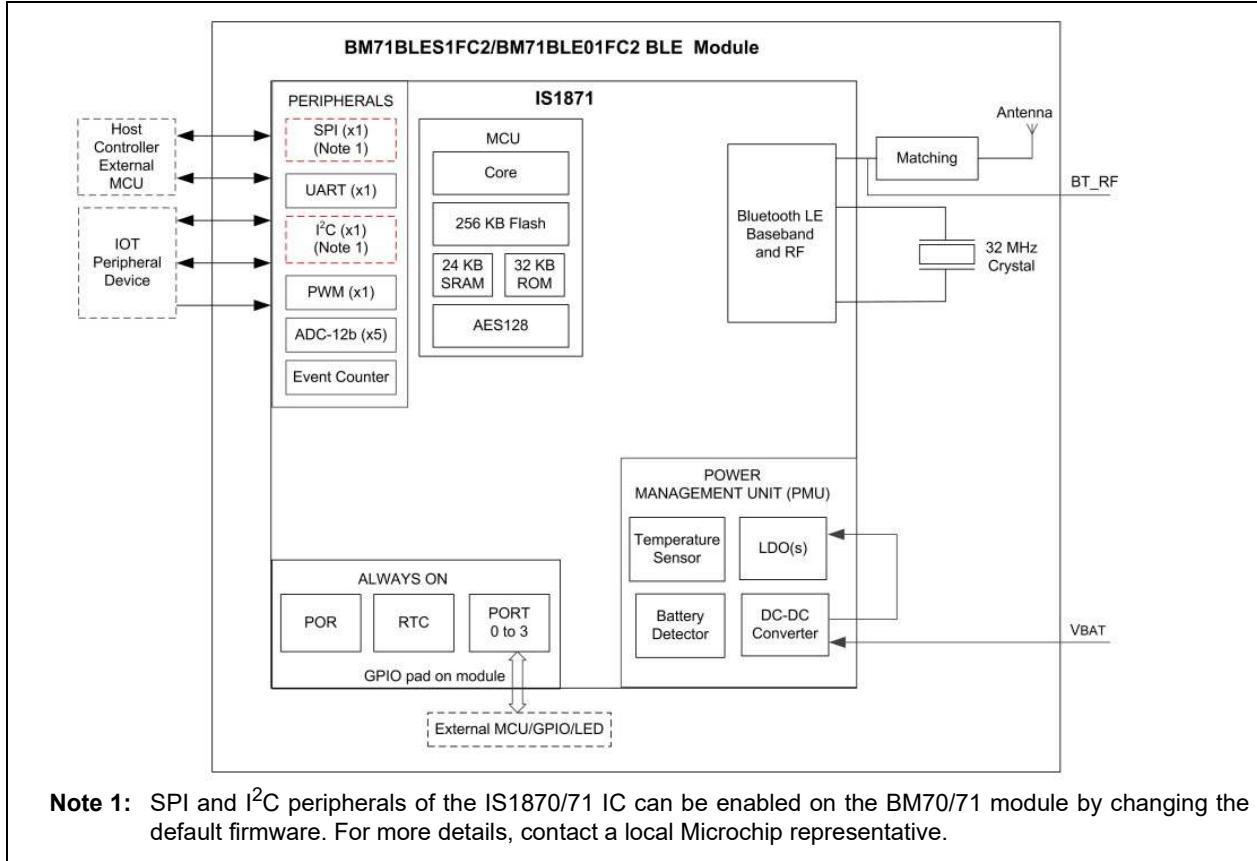 BM71BLES1FC2/BM71BLE01FC2 BLE Module
IS1871
PERIPHERALS
SPI (x1)
(Note 1)
UART (x1)
I²C (x1)
(Note 1)
PWM (x1)
ADC-12b (x5)
Event Counter
Host
Controller
External
MCU
IOT
Peripheral
Device
MCU
Core
256 KB Flash
24 KB
SRAM
32 KB
ROM
AES128
Bluetooth LE
Baseband
and RF
Matching
Antenna
BT_RF
32 MHz
Crystal
POWER
MANAGEMENT UNIT (PMU)
Temperature
Sensor
LDO(s)
Battery
Detector
DC-DC
Converter
VBAT
ALWAYS ON
POR
RTC
PORT
0 to 3
GPIO pad on module
External MCU/GPIO/LED
Note 1: SPI and I²C peripherals of the IS1870/71 IC can be enabled on the BM70/71 module by changing the
default firmware. For more details, contact a local Microchip representative.